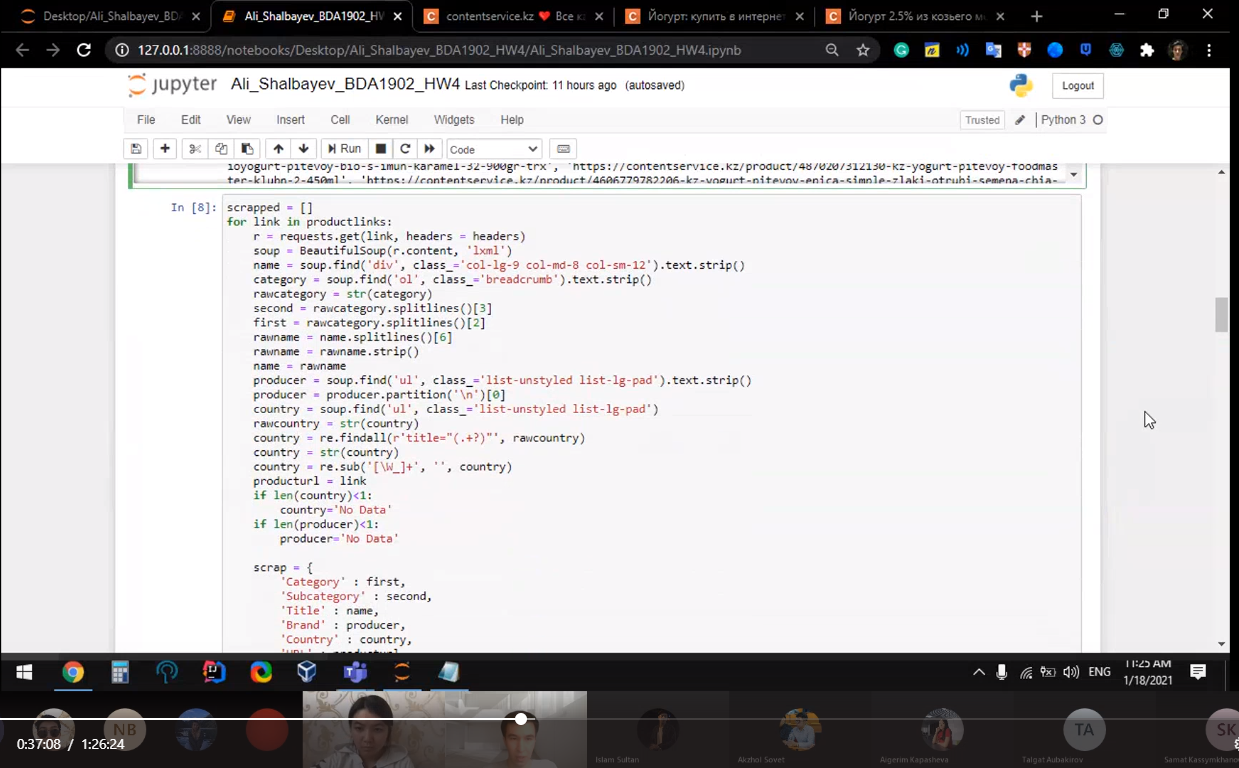 Desktop/Ali_Shalbayev_BD
Ali_Shalbayev_BDA1902_HW
contentservice.kz ❤ Все ка
Йогурт: купить в интернет
Йогурт 2.5% из козьего м
127.0.0.1:8888/notebooks/Desktop/Ali_Shalbayev_BDA1902_HW4/Ali_Shalbayev_BDA1902_HW4.ipynb
jupyter Ali_Shalbayev_BDA1902_HW4 Last Checkpoint: 11 hours ago (autosaved) Logout
File Edit View Insert Cell Kernel Widgets Help Trusted Python 3
Run Code
ioyogurt-pitevoy-bio-s-imun-karamel-32-900gr-trx', 'https://contentservice.kz/product/4870207312130-kz-yogurt-pitevoy-foodmas
ter-klubn-2-450ml', 'https://contentservice.kz/product/4606779782206-kz-yogurt-pitevoy-epica-simple-zlaki-otrubi-semena-chia-
In [8]: scrapped = []
for link in productlinks:
r = requests.get(link, headers = headers)
soup = BeautifulSoup(r.content, 'lxml')
name = soup.find('div', class_='col-lg-9 col-md-8 col-sm-12').text.strip()
category = soup.find('ol', class_='breadcrumb').text.strip()
rawcategory = str(category)
second = rawcategory.splitlines()[3]
first = rawcategory.splitlines()[2]
rawname = name.splitlines()[6]
rawname = rawname.strip()
name = rawname
producer = soup.find('ul', class_='list-unstyled list-lg-pad').text.strip()
producer = producer.partition('\n')[0]
country = soup.find('ul', class_='list-unstyled list-lg-pad')
rawcountry = str(country)
country = re.findall(r'title="(.+?)"', rawcountry)
country = str(country)
country = re.sub('[\W_]+', '', country)
producturl = link
if len(country)<1:
country='No Data'
if len(producer)<1:
producer='No Data'
scrap = {
'Category' : first,
'Subcategory' : second,
'Title' : name,
'Brand' : producer,
'Country' : country,
'URL' : producturl
ENG
11:25 AM
1/18/2021
NB
TA
SK
0:37:08 / 1:26:24
Islam Sultan
Akzhol Sovet
Aigerim Kapasheva
Talgat Aubakirov
Samat Kassymkhano